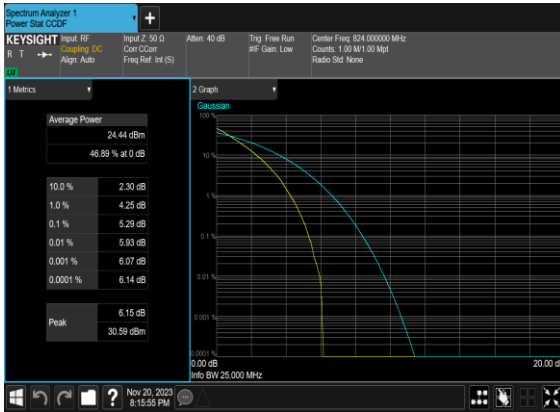 Spectrum Analyzer 1
Power Stat CCDF
KEYSIGHT
R T
LXI
Input: RF
Coupling: DC
Align: Auto
Input Z: 50 Ω
Corr CCorr
Freq Ref: Int (S)
Atten: 40 dB
Trig: Free Run
#IF Gain: Low
Center Freq: 824.000000 MHz
Counts: 1.00 M/1.00 Mpt
Radio Std: None
1 Metrics
Average Power
24.44 dBm
46.89 % at 0 dB
10.0 % 2.30 dB
1.0 % 4.25 dB
0.1 % 5.29 dB
0.01 % 5.93 dB
0.001 % 6.07 dB
0.0001 % 6.14 dB
Peak
6.15 dB
30.59 dBm
2 Graph
Gaussian
100 %
10 %
1 %
0.1 %
0.01 %
0.001 %
0.0001 %
0.00 dB
20.00 d
Info BW 25.000 MHz
?
Nov 20, 2023
8:15:55 PM